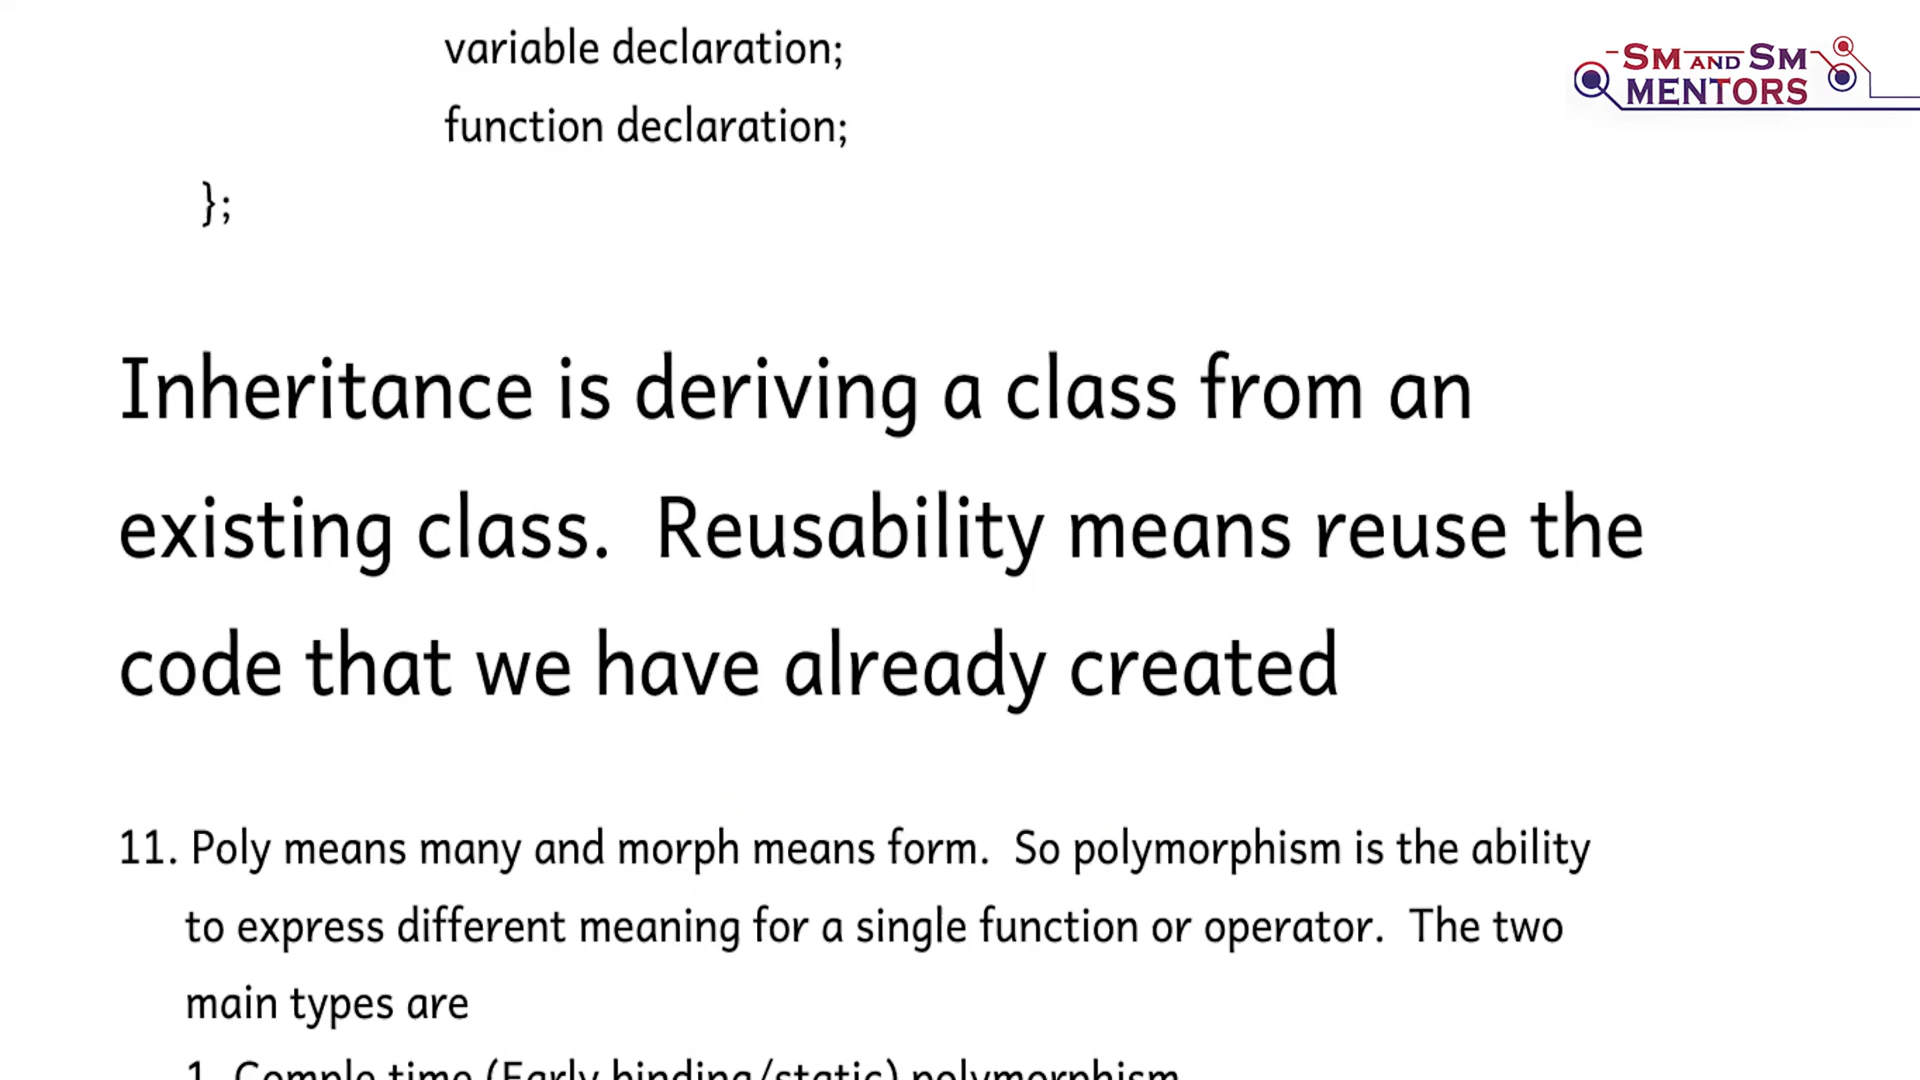 variable declaration;
function declaration;
};
SM AND SM
MENTORS
Inheritance is deriving a class from an
existing class. Reusability means reuse the
code that we have already created
11. Poly means many and morph means form. So polymorphism is the ability
to express different meaning for a single function or operator. The two
main types are
1. Comple time (Early binding/static) polymorphism